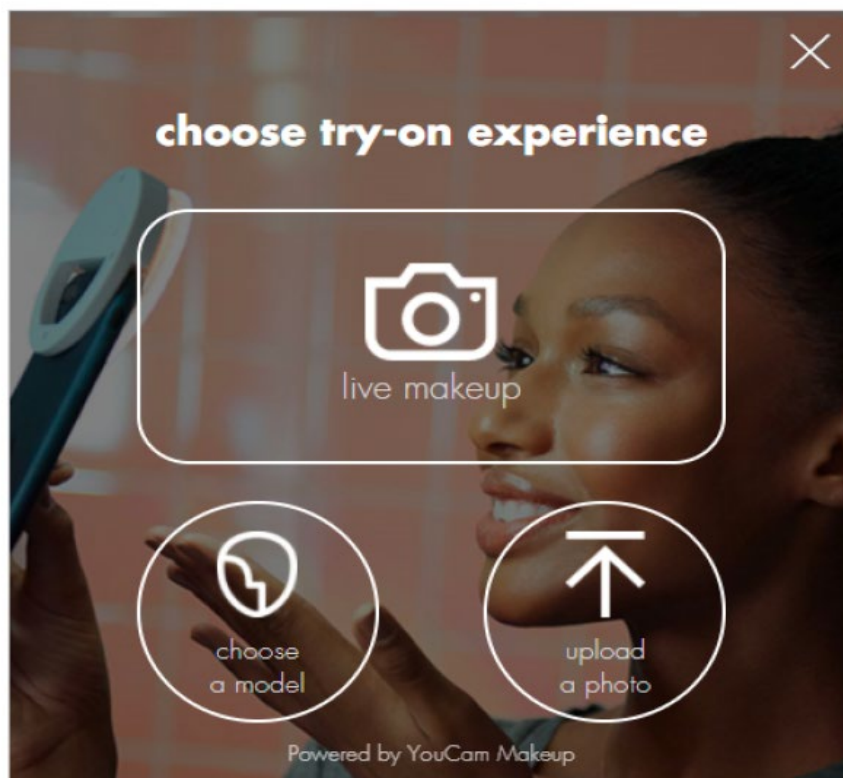 choose try-on experience
live makeup
choose
a model
upload
a photo
Powered by YouCam Makeup